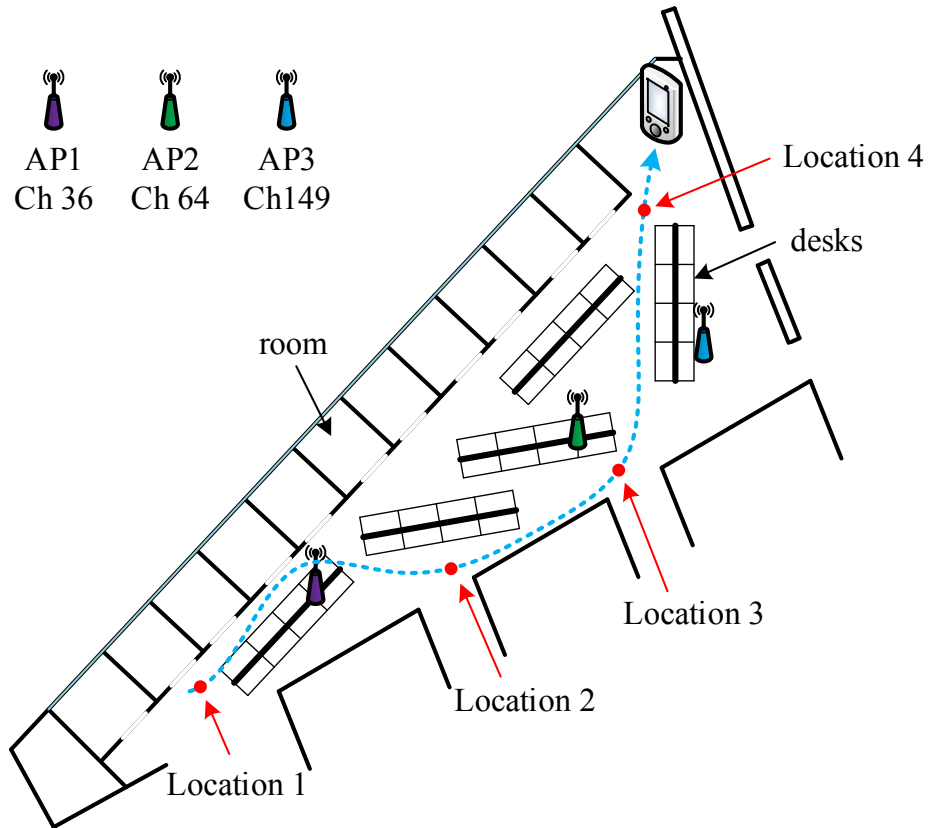 AP1
Ch 36
AP2
Ch 64
AP3
Ch149
Location 4
desks
room
Location 3
Location 2
Location 1